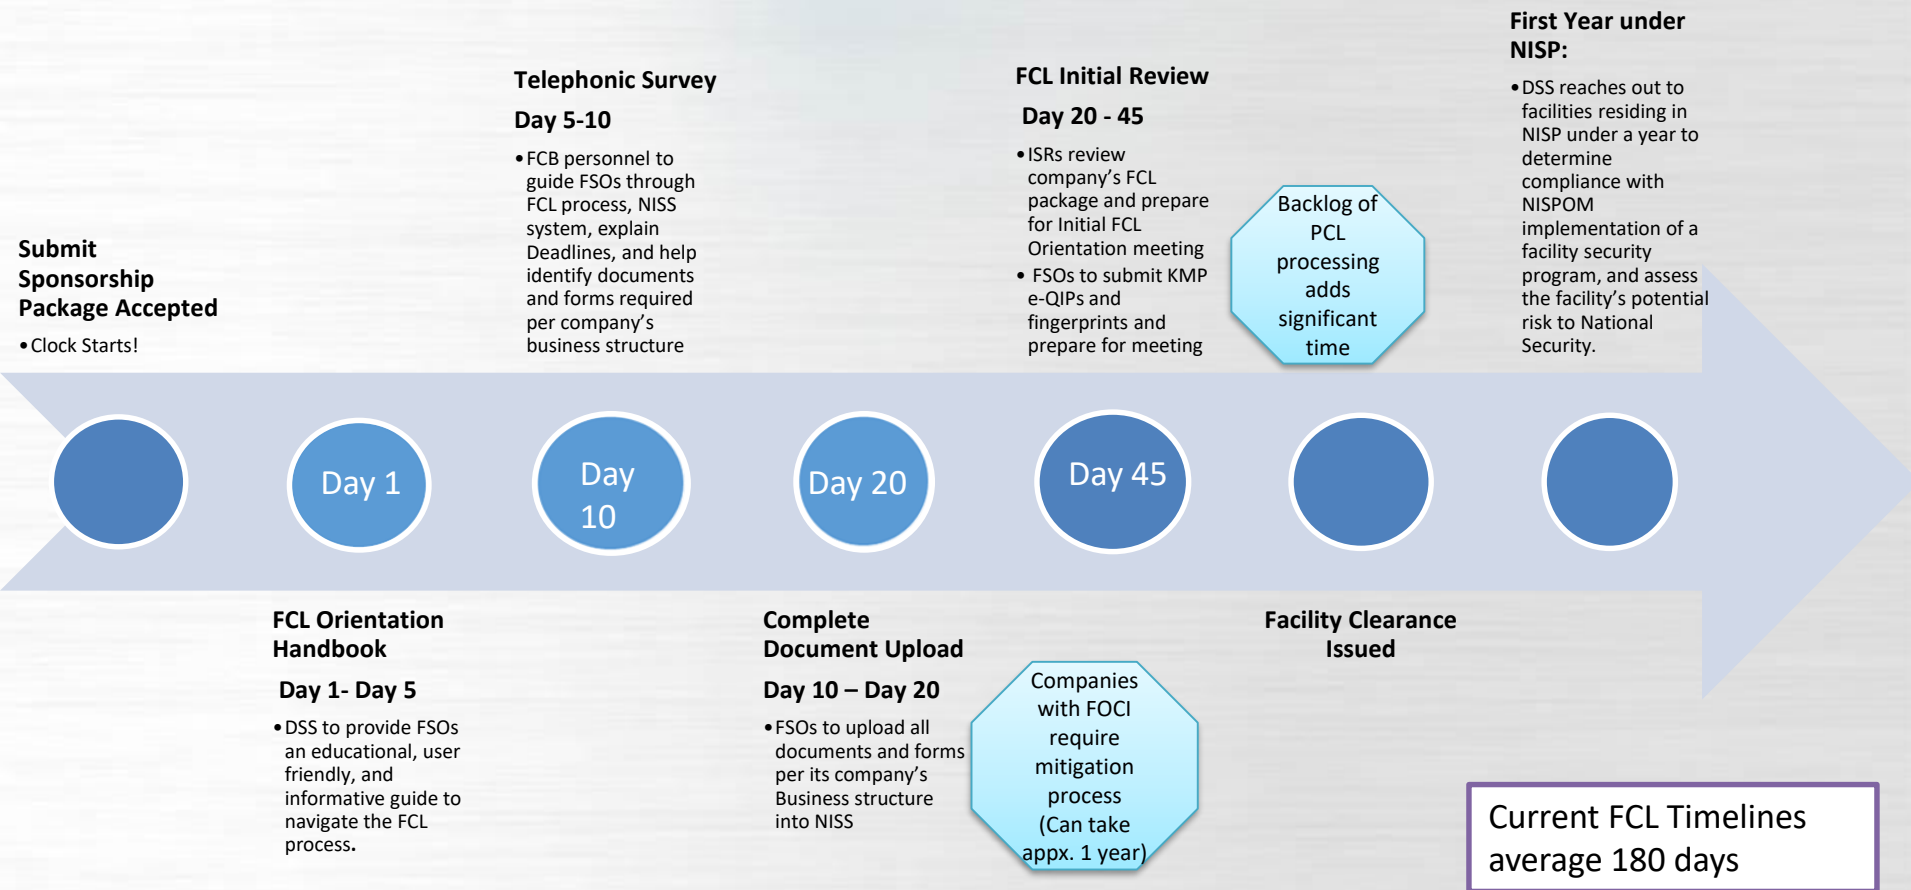 Submit
Sponsorship
Package Accepted
• Clock Starts!
Telephonic Survey
Day 5-10
• FCB personnel to
guide FSOs through
FCL process, NISS
system, explain
Deadlines, and help
identify documents
and forms required
per company’s
business structure
FCL Initial Review
Day 20 - 45
• ISRs review
company’s FCL
package and prepare
for Initial FCL
Orientation meeting
• FSOs to submit KMP
e-QIPs and
fingerprints and
prepare for meeting
Backlog of
PCL
processing
adds
significant
time
First Year under
NISP:
• DSS reaches out to
facilities residing in
NISP under a year to
determine
compliance with
NISPOM
implementation of a
facility security
program, and assess
the facility’s potential
risk to National
Security.
Day 1
Day
10
Day 20
Day 45
FCL Orientation
Handbook
Day 1- Day 5
• DSS to provide FSOs
an educational, user
friendly, and
informative guide to
navigate the FCL
process.
Complete
Document Upload
Day 10 – Day 20
• FSOs to upload all
documents and forms
per its company’s
Business structure
into NISS
Companies
with FOCI
require
mitigation
process
(Can take
appx. 1 year)
Facility Clearance
Issued
Current FCL Timelines
average 180 days